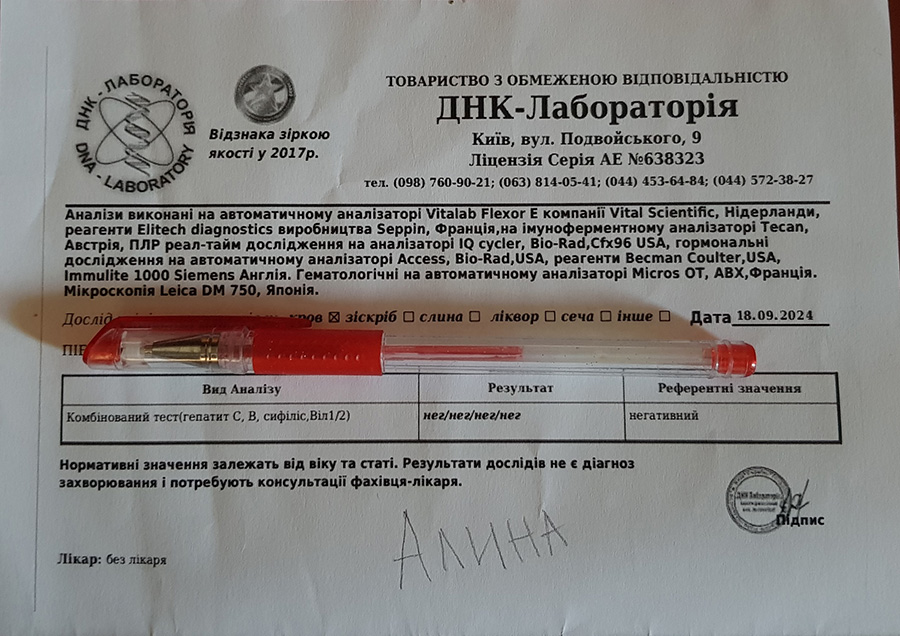 ДНК - ЛАБОРАТОРІЯ
DNA - LABORATORY
Відзнака зіркою
якості у 2017р.
ТОВАРИСТВО З ОБМЕЖЕНОЮ ВІДПОВІДАЛЬНІСТЮ
ДНК-Лабораторія
Київ, вул. Подвойського, 9
Ліцензія Серія АЕ №638323
тел. (098) 760-90-21; (063) 814-05-41; (044) 453-64-84; (044) 572-38-27
Аналізи виконані на автоматичному аналізаторі Vitalab Flexor E компанії Vital Scientific, Нідерланди,
реагенти Elitech diagnostics виробництва Seppin, Франція,на імуноферментному аналізаторі Tecan,
Австрія, ПЛР реал-тайм дослідження на аналізаторі IQ cycler, Bio-Rad,Cfx96 USA, гормональні
дослідження на автоматичному аналізаторі Access, Bio-Rad,USA, реагенти Becman Coulter,USA,
Immulite 1000 Siemens Англія. Гематологічні на автоматичному аналізаторі Micros ОТ, ABX,Франція.
Мікроскопія Leica DM 750, Японія.
кров ☒ зіскріб ☐ слина ☐ ліквор ☐ сеча ☐ інше ☐ Дата 18.09.2024
Вид Аналізу Результат Референтні значення
Комбінований тест(гепатит С, В, сифіліс,Віл1/2) нег/нег/нег/нег негативний
Нормативні значення залежать від віку та статі. Результати дослідів не є діагноз
захворювання і потребують консультації фахівця-лікаря.
ДНК Лабораторія
Підпис
АЛИНА
Лікар: без лікаря